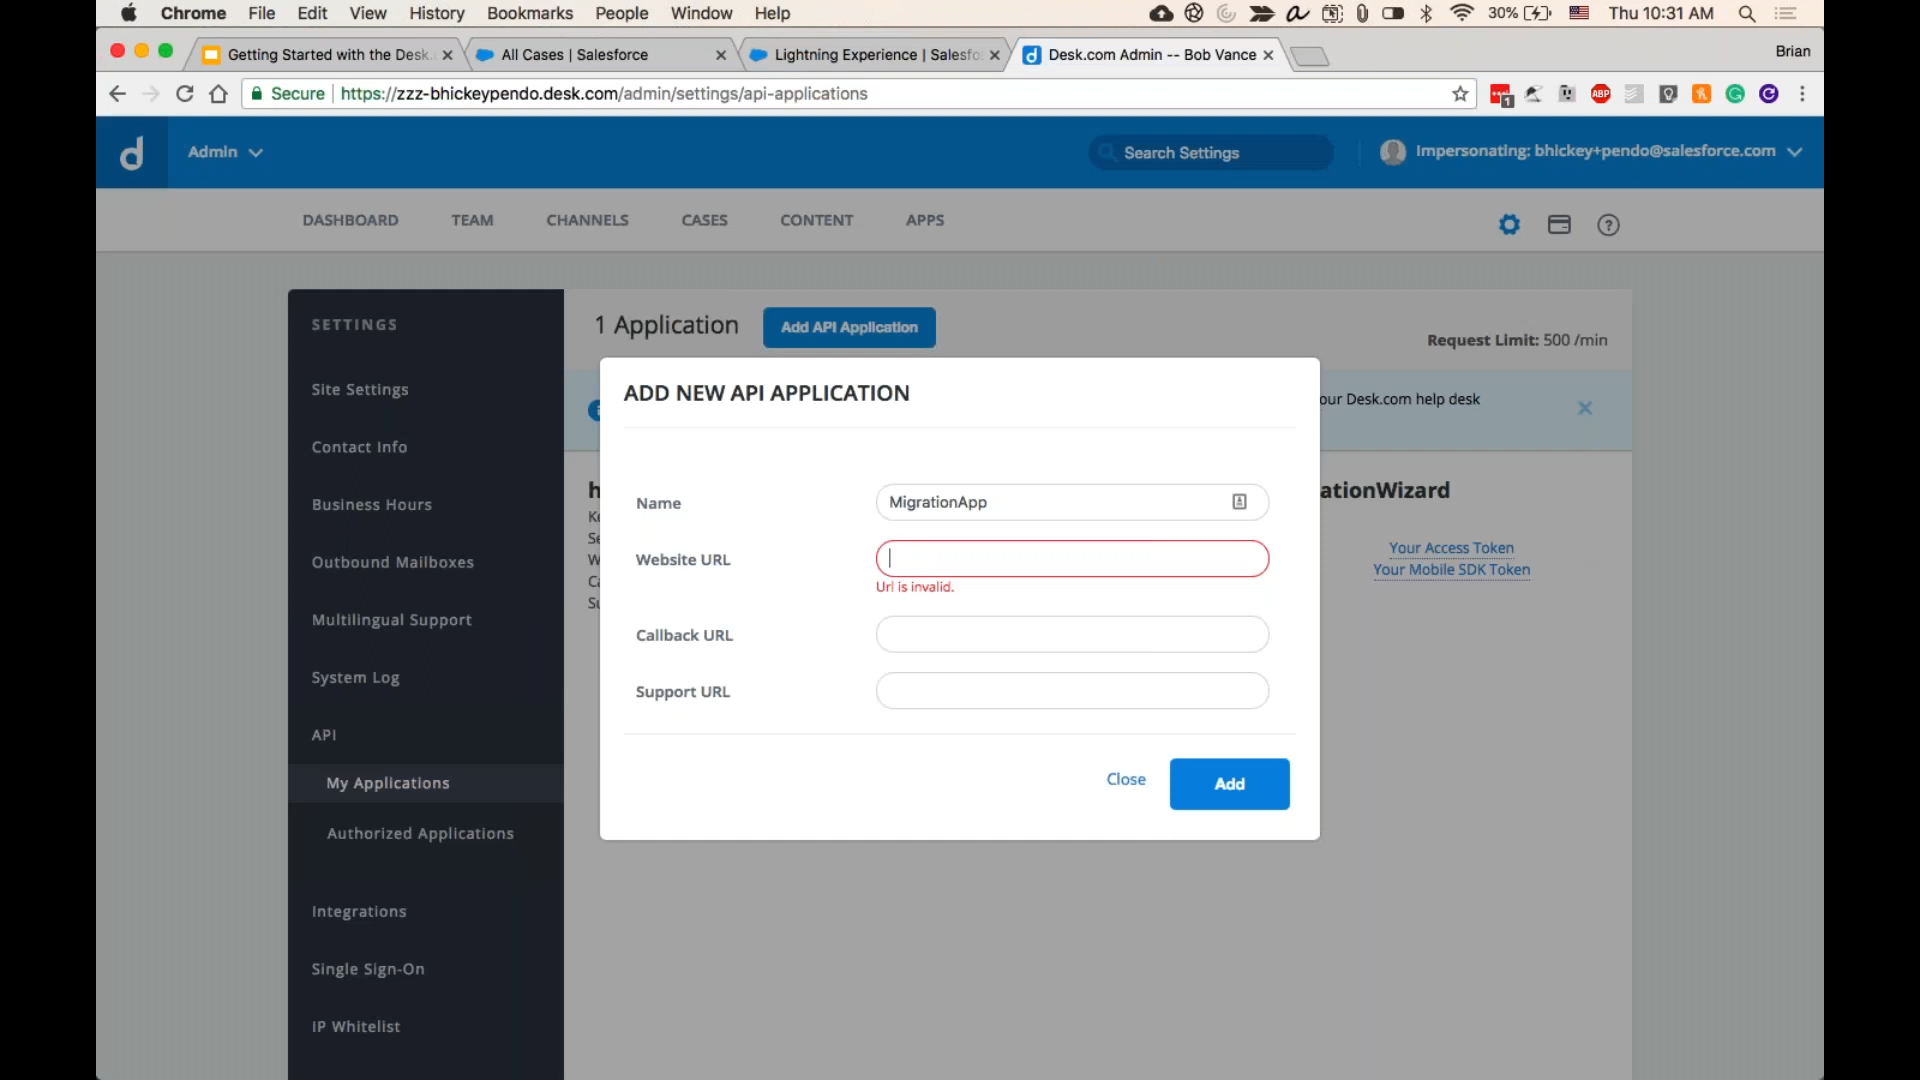 Chrome File Edit View History Bookmarks People Window Help 30% Thu 10:31 AM
Getting Started with the Desk. All Cases | Salesforce Lightning Experience | Salesfo Desk.com Admin -- Bob Vance Brian
Secure https://zzz-bhickeypendo.desk.com/admin/settings/api-applications 1 ABP
d Admin Search Settings Impersonating: bhickey+pendo@salesforce.com
DASHBOARD TEAM CHANNELS CASES CONTENT APPS
SETTINGS
Site Settings
Contact Info
Business Hours
Outbound Mailboxes
Multilingual Support
System Log
API
My Applications
Authorized Applications
Integrations
Single Sign-On
IP Whitelist
1 Application Add API Application
Request Limit: 500 /min
our Desk.com help desk
ationWizard
Your Access Token
Your Mobile SDK Token
ADD NEW API APPLICATION
Name MigrationApp
Website URL
Url is invalid.
Callback URL
Support URL
Close Add